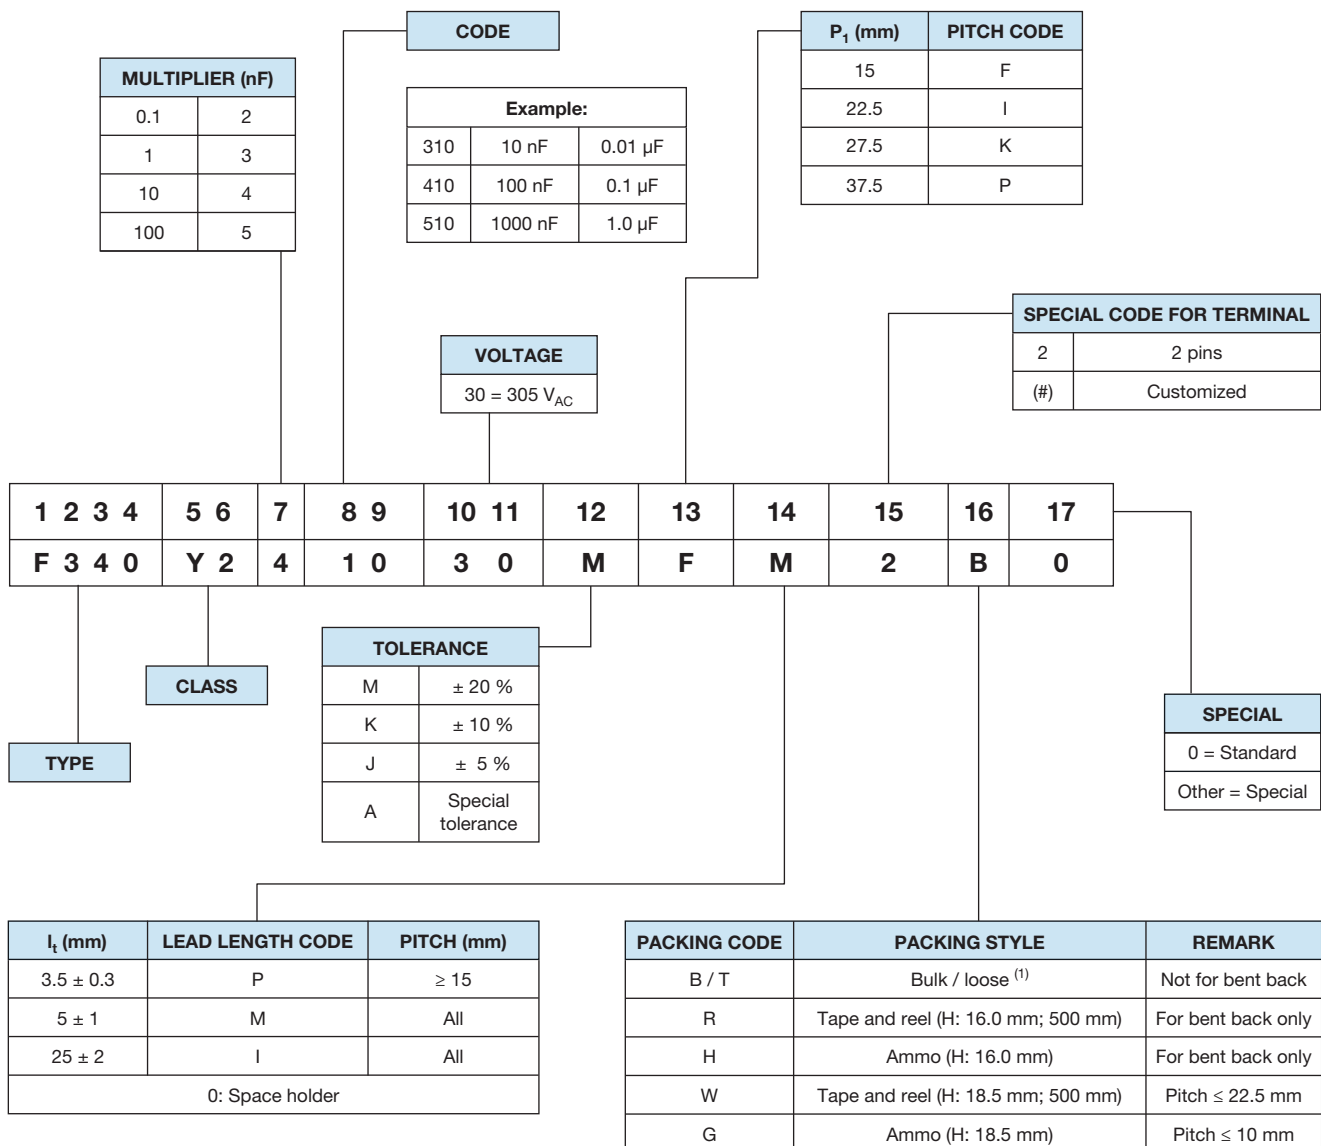 CODE
P1 (mm) PITCH CODE
15 F
22.5 I
27.5 K
37.5 P
MULTIPLIER (nF)
0.1 2
1 3
10 4
100 5
Example:
310 10 nF 0.01 µF
410 100 nF 0.1 µF
510 1000 nF 1.0 µF
SPECIAL CODE FOR TERMINAL
2 2 pins
(#) Customized
VOLTAGE
30 = 305 VAC
1 2 3 4 5 6 7 8 9 10 11 12 13 14 15 16 17
F 3 4 0 Y 2 4 1 0 3 0 M F M 2 B 0
TOLERANCE
M ± 20 %
K ± 10 %
J ± 5 %
A Special
tolerance
CLASS
TYPE
SPECIAL
0 = Standard
Other = Special
lt (mm) LEAD LENGTH CODE PITCH (mm)
3.5 ± 0.3 P ≥ 15
5 ± 1 M All
25 ± 2 I All
0: Space holder
PACKING CODE PACKING STYLE REMARK
B / T Bulk / loose (1) Not for bent back
R Tape and reel (H: 16.0 mm; 500 mm) For bent back only
H Ammo (H: 16.0 mm) For bent back only
W Tape and reel (H: 18.5 mm; 500 mm) Pitch ≤ 22.5 mm
G Ammo (H: 18.5 mm) Pitch ≤ 10 mm